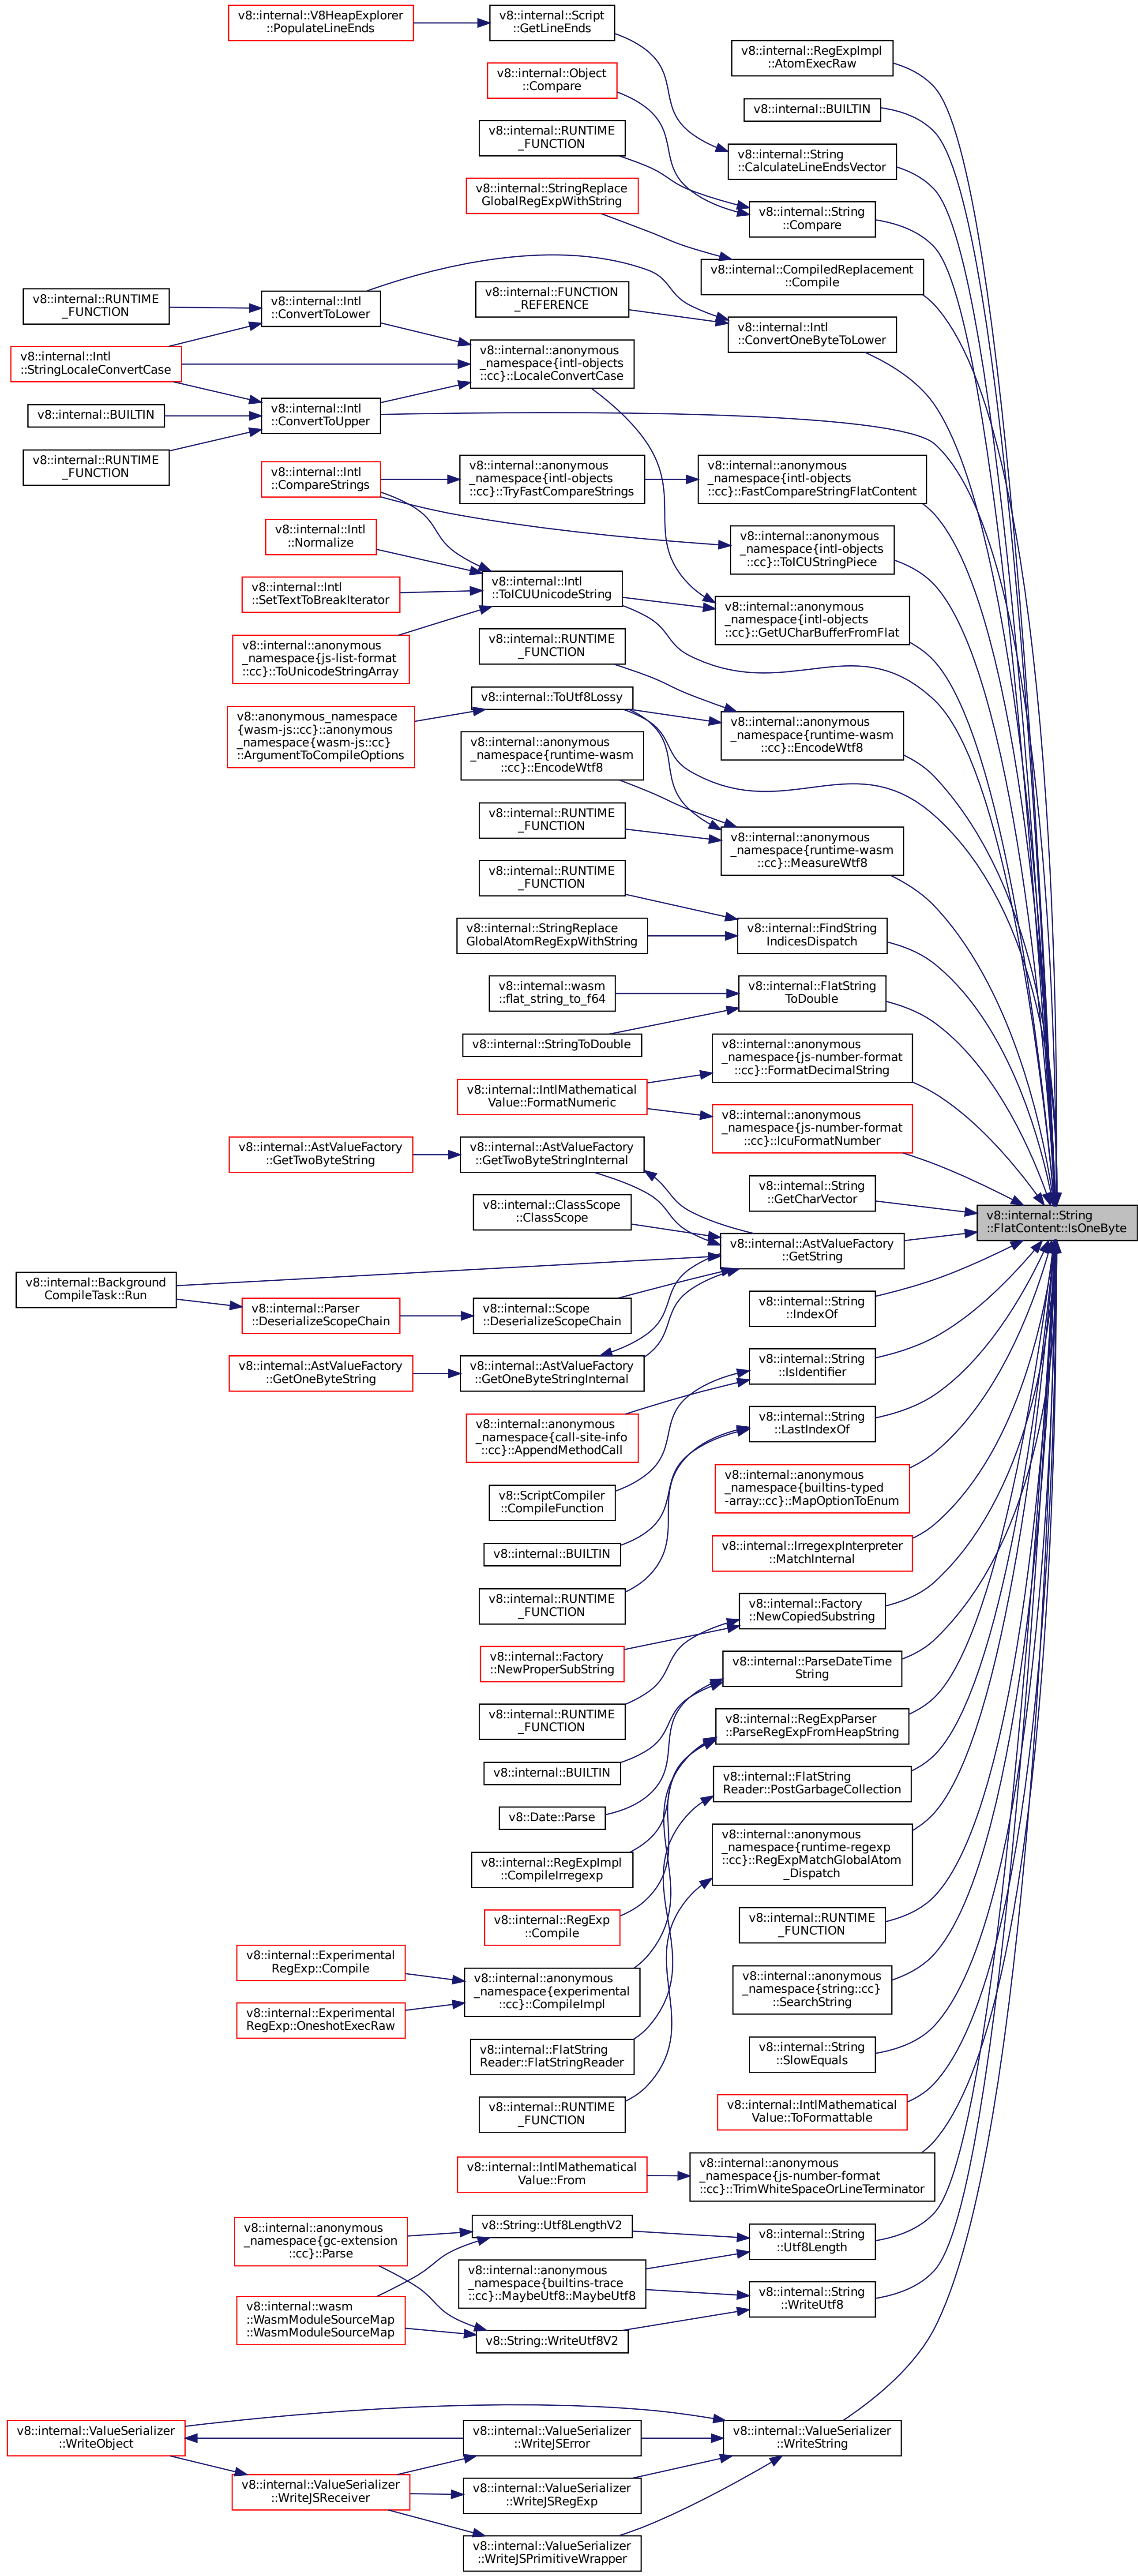 v8::internal::V8HeapExplorer
::PopulateLineEnds
v8::internal::Script
::GetLineEnds
v8::internal::RegExpImpl
::AtomExecRaw
v8::internal::Object
::Compare
v8::internal::BUILTIN
v8::internal::RUNTIME
_FUNCTION
v8::internal::String
::CalculateLineEndsVector
v8::internal::StringReplace
GlobalRegExpWithString
v8::internal::String
::Compare
v8::internal::CompiledReplacement
::Compile
v8::internal::RUNTIME
_FUNCTION
v8::internal::Intl
::ConvertToLower
v8::internal::FUNCTION
_REFERENCE
v8::internal::Intl
::ConvertOneByteToLower
v8::internal::Intl
::StringLocaleConvertCase
v8::internal::anonymous
_namespace{intl-objects
::cc}::LocaleConvertCase
v8::internal::BUILTIN
v8::internal::Intl
::ConvertToUpper
v8::internal::RUNTIME
_FUNCTION
v8::internal::Intl
::CompareStrings
v8::internal::anonymous
_namespace{intl-objects
::cc}::TryFastCompareStrings
v8::internal::anonymous
_namespace{intl-objects
::cc}::FastCompareStringFlatContent
v8::internal::Intl
::Normalize
v8::internal::anonymous
_namespace{intl-objects
::cc}::ToICUStringPiece
v8::internal::Intl
::SetTextToBreakIterator
v8::internal::Intl
::ToICUUnicodeString
v8::internal::anonymous
_namespace{intl-objects
::cc}::GetUCharBufferFromFlat
v8::internal::anonymous
_namespace{js-list-format
::cc}::ToUnicodeStringArray
v8::internal::RUNTIME
_FUNCTION
v8::anonymous_namespace
{wasm-js::cc}::anonymous
_namespace{wasm-js::cc}
::ArgumentToCompileOptions
v8::internal::ToUtf8Lossy
v8::internal::anonymous
_namespace{runtime-wasm
::cc}::EncodeWtf8
v8::internal::anonymous
_namespace{runtime-wasm
::cc}::EncodeWtf8
v8::internal::RUNTIME
_FUNCTION
v8::internal::anonymous
_namespace{runtime-wasm
::cc}::MeasureWtf8
v8::internal::RUNTIME
_FUNCTION
v8::internal::StringReplace
GlobalAtomRegExpWithString
v8::internal::FindString
IndicesDispatch
v8::internal::wasm
::flat_string_to_f64
v8::internal::FlatString
ToDouble
v8::internal::StringToDouble
v8::internal::anonymous
_namespace{js-number-format
::cc}::FormatDecimalString
v8::internal::IntlMathematical
Value::FormatNumeric
v8::internal::anonymous
_namespace{js-number-format
::cc}::IcuFormatNumber
v8::internal::AstValueFactory
::GetTwoByteString
v8::internal::AstValueFactory
::GetTwoByteStringInternal
v8::internal::String
::GetCharVector
v8::internal::String
::FlatContent::IsOneByte
v8::internal::ClassScope
::ClassScope
v8::internal::AstValueFactory
::GetString
v8::internal::Background
CompileTask::Run
v8::internal::Parser
::DeserializeScopeChain
v8::internal::Scope
::DeserializeScopeChain
v8::internal::String
::IndexOf
v8::internal::AstValueFactory
::GetOneByteString
v8::internal::AstValueFactory
::GetOneByteStringInternal
v8::internal::String
::IsIdentifier
v8::internal::anonymous
_namespace{call-site-info
::cc}::AppendMethodCall
v8::internal::String
::LastIndexOf
v8::ScriptCompiler
::CompileFunction
v8::internal::anonymous
_namespace{builtins-typed
-array::cc}::MapOptionToEnum
v8::internal::BUILTIN
v8::internal::IrregexpInterpreter
::MatchInternal
v8::internal::RUNTIME
_FUNCTION
v8::internal::Factory
::NewCopiedSubstring
v8::internal::Factory
::NewProperSubString
v8::internal::ParseDateTime
String
v8::internal::RUNTIME
_FUNCTION
v8::internal::RegExpParser
::ParseRegExpFromHeapString
v8::internal::BUILTIN
v8::internal::FlatString
Reader::PostGarbageCollection
v8::Date::Parse
v8::internal::anonymous
_namespace{runtime-regexp
::cc}::RegExpMatchGlobalAtom
_Dispatch
v8::internal::RegExpImpl
::CompileIrregexp
v8::internal::RegExp
::Compile
v8::internal::RUNTIME
_FUNCTION
v8::internal::Experimental
RegExp::Compile
v8::internal::anonymous
_namespace{experimental
::cc}::CompileImpl
v8::internal::anonymous
_namespace{string::cc}
::SearchString
v8::internal::Experimental
RegExp::OneshotExecRaw
v8::internal::FlatString
Reader::FlatStringReader
v8::internal::String
::SlowEquals
v8::internal::RUNTIME
_FUNCTION
v8::internal::IntlMathematical
Value::ToFormattable
v8::internal::IntlMathematical
Value::From
v8::internal::anonymous
_namespace{js-number-format
::cc}::TrimWhiteSpaceOrLineTerminator
v8::internal::anonymous
_namespace{gc-extension
::cc}::Parse
v8::String::Utf8LengthV2
v8::internal::String
::Utf8Length
v8::internal::anonymous
_namespace{builtins-trace
::cc}::MaybeUtf8::MaybeUtf8
v8::internal::wasm
::WasmModuleSourceMap
::WasmModuleSourceMap
v8::internal::String
::WriteUtf8
v8::String::WriteUtf8V2
v8::internal::ValueSerializer
::WriteObject
v8::internal::ValueSerializer
::WriteJSError
v8::internal::ValueSerializer
::WriteString
v8::internal::ValueSerializer
::WriteJSReceiver
v8::internal::ValueSerializer
::WriteJSRegExp
v8::internal::ValueSerializer
::WriteJSPrimitiveWrapper